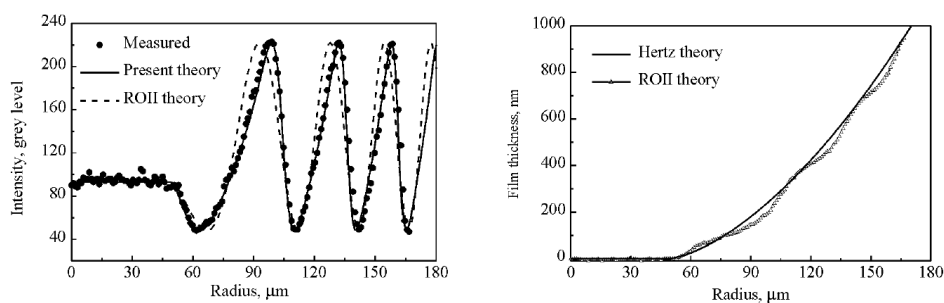 240
200
160
120
80
40
Intensity, grey level
Measured
Present theory
ROII theory
0 30 60 90 120 150 180
Radius, μm
1000
800
600
400
200
0
Film thickness, nm
Hertz theory
ROII theory
0 30 60 90 120 150 180
Radius, μm